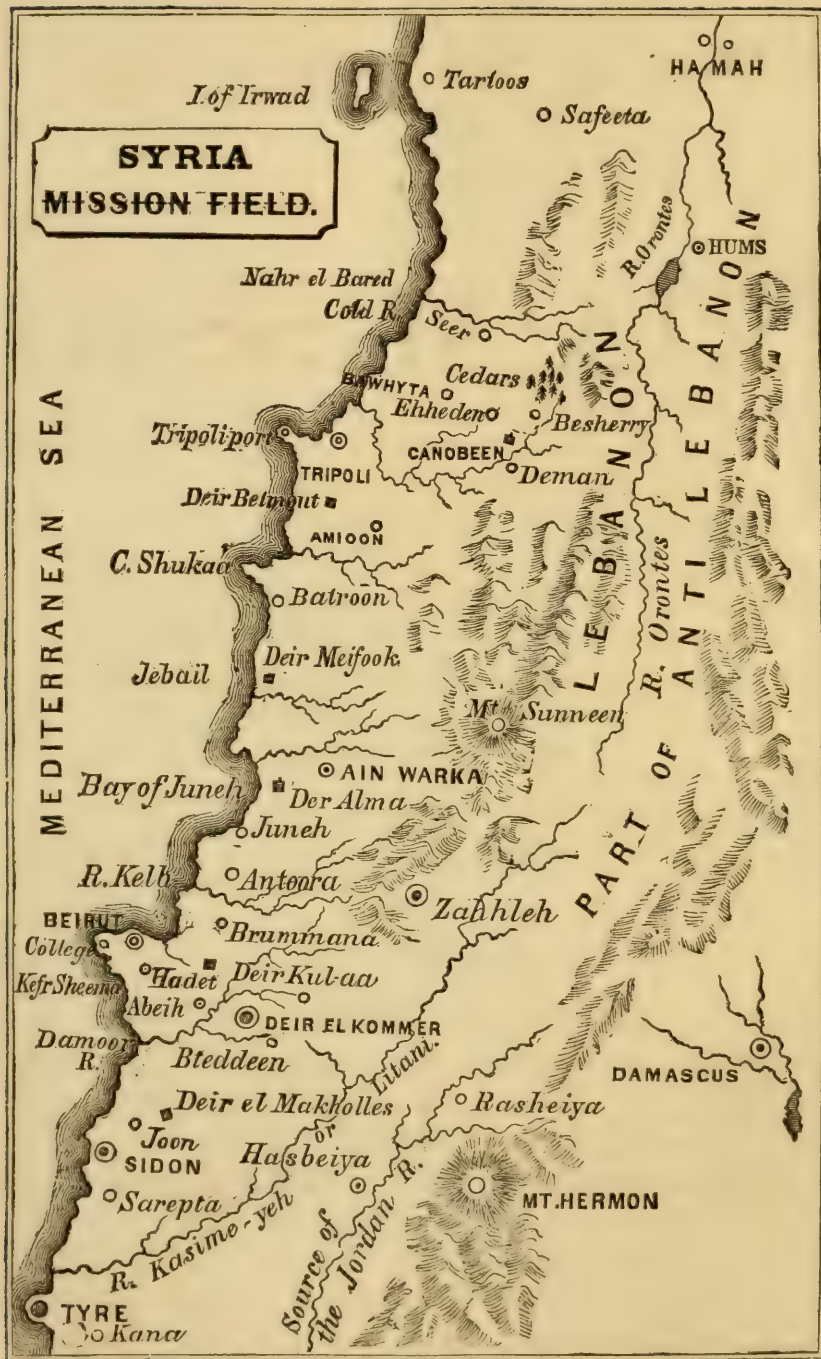 HAMAH
I. of Irwad
Tartoos
Safeeta
SYRIA
MISSION FIELD.
R. Orontes
HUMS
Nahr el Bared
Cold R
Seer
BAWHYTA
Cedars
Ehheden
Besherry
Tripoli port
TRIPOLI
CANOBEEN
Deman
Deir Belmout
AMIOON
C. Shukaa
Batroon
MEDITERRANEAN SEA
LEBANON
PART OF ANTI LEBANON
R. Orontes
Jebail
Deir Meifook
Mt. Sunneen
AIN WARKA
Bay of Juneh
Der Alma
Juneh
R. Kelb
Antoora
Zahhleh
BEIRUT
College
Brummana
Kefr Sheema
Hadet
Deir Kul-aa
Abeih
DEIR EL KOMMER
Damoor
R.
Bteddeen
DAMASCUS
Deir el Makholles
Rasheiya
Joon
SIDON
Hasbeiya
Sarepta
R. Kasime-yeh or Litani.
MT. HERMON
Source of
the Jordan R.
TYRE
Kana